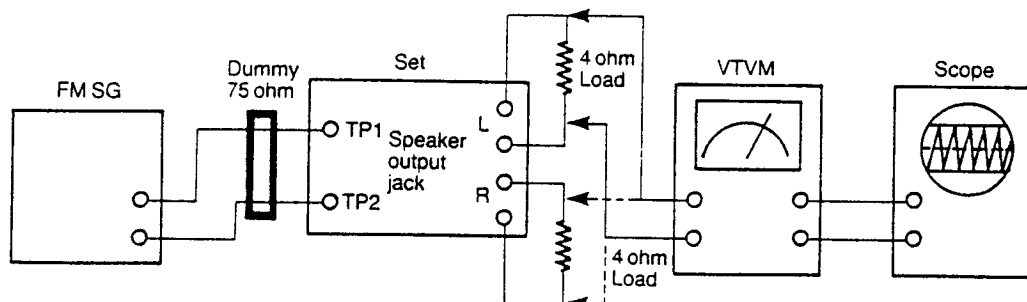 FM SG
Dummy
75 ohm
Set
TP1
TP2
Speaker
output
jack
L
R
4 ohm
Load
4 ohm
Load
VTVM
Scope